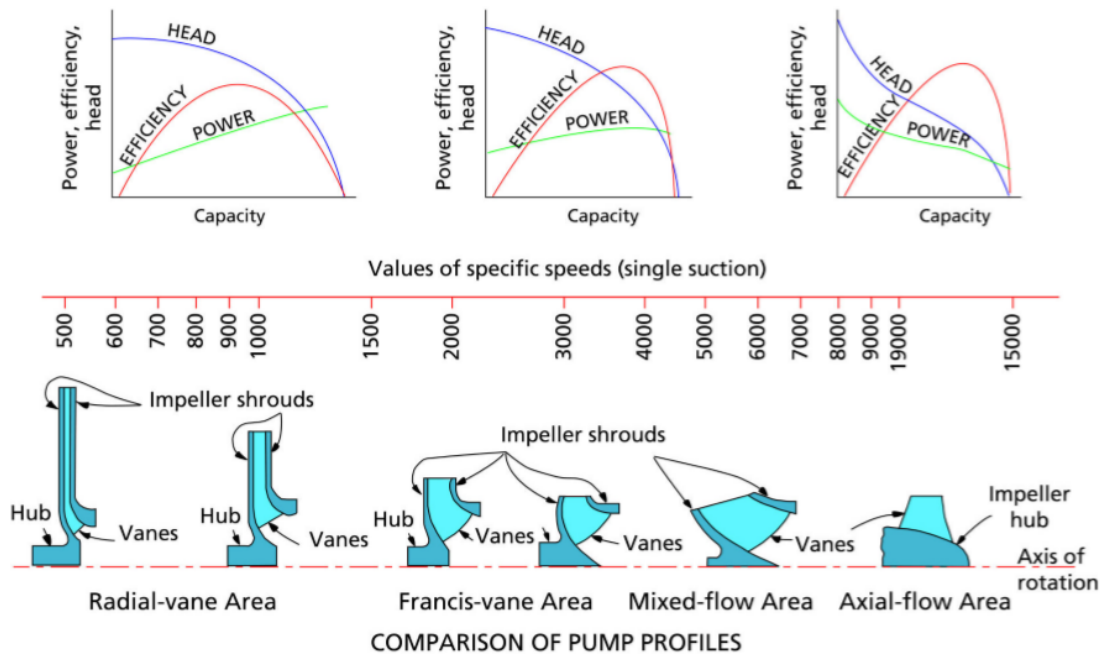 Power, efficiency,
head
HEAD
EFFICIENCY
POWER
Capacity
Power, efficiency,
head
HEAD
EFFICIENCY
POWER
Capacity
Power, efficiency,
head
HEAD
EFFICIENCY
POWER
Capacity
Values of specific speeds (single suction)
500 600 700 800 900 1000 1500 2000 3000 4000 5000 6000 7000 8000 9000 19000 15000
Impeller shrouds
Impeller shrouds
Hub
Vanes
Hub
Vanes
Hub
Vanes
Vanes
Impeller
hub
Axis of
rotation
Radial-vane Area
Francis-vane Area
Mixed-flow Area
Axial-flow Area
COMPARISON OF PUMP PROFILES